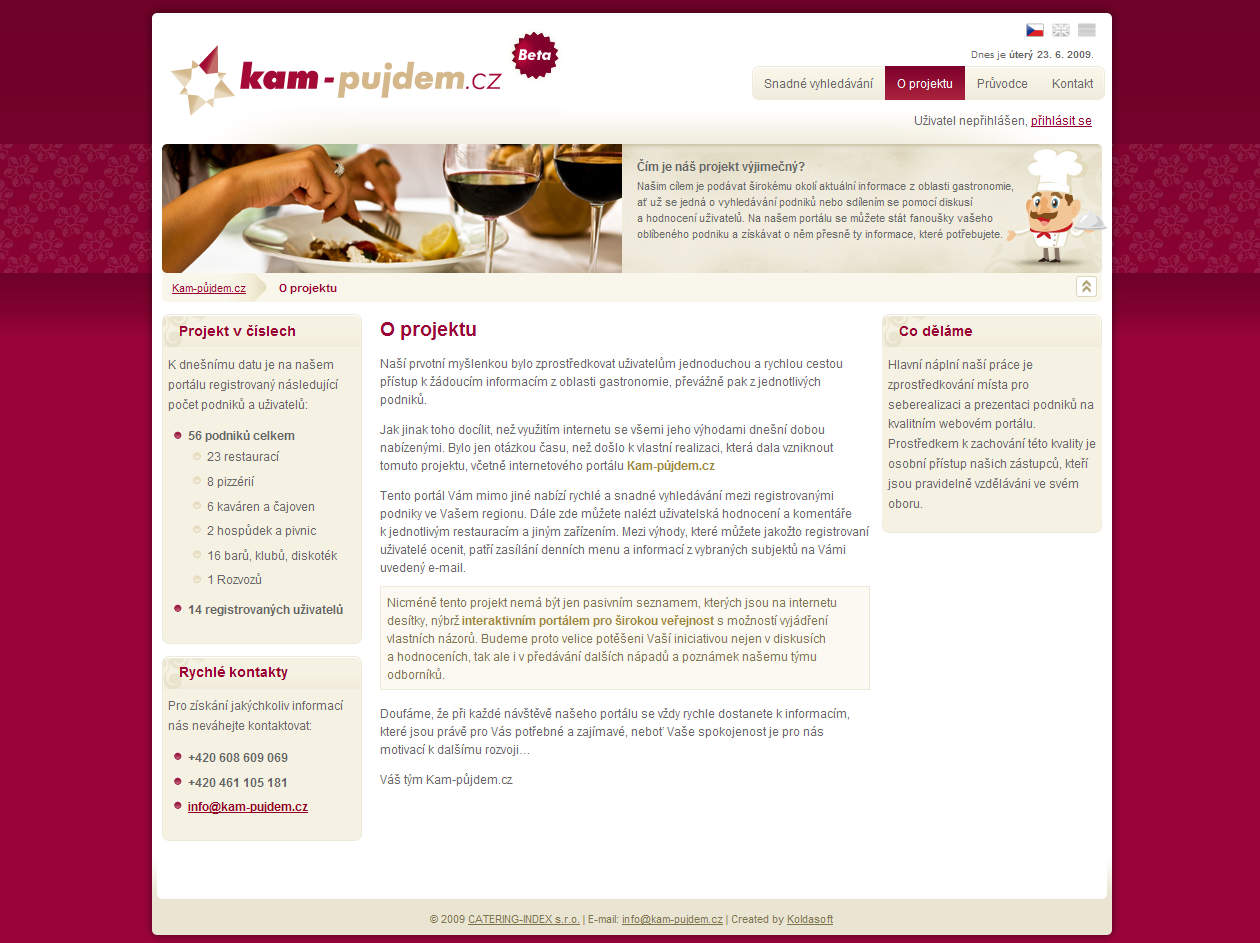 Dnes je úterý 23. 6. 2009.
kam-pujdem.cz
Beta
Snadné vyhledávání
O projektu
Průvodce
Kontakt
Uživatel nepřihlášen, přihlásit se
Čím je náš projekt výjimečný?
Našim cílem je podávat širokému okolí aktuální informace z oblasti gastronomie,
ať už se jedná o vyhledávání podniků nebo sdílením se pomocí diskusí
a hodnocení uživatelů. Na našem portálu se můžete stát fanoušky vašeho
oblíbeného podniku a získávat o něm přesně ty informace, které potřebujete.
Kam-půjdem.cz
O projektu
Projekt v číslech
K dnešnímu datu je na našem
portálu registrovaný následující
počet podniků a uživatelů:
56 podniků celkem
23 restaurací
8 pizzérií
6 kaváren a čajoven
2 hospůdek a pivnic
16 barů, klubů, diskoték
1 Rozvozů
14 registrovaných uživatelů
Rychlé kontakty
Pro získání jakýchkoliv informací
nás neváhejte kontaktovat:
+420 608 609 069
+420 461 105 181
info@kam-pujdem.cz
O projektu
Naší prvotní myšlenkou bylo zprostředkovat uživatelům jednoduchou a rychlou cestou
přístup k žádoucím informacím z oblasti gastronomie, převážně pak z jednotlivých
podniků.
Jak jinak toho docílit, než využitím internetu se všemi jeho výhodami dnešní dobou
nabízenými. Bylo jen otázkou času, než došlo k vlastní realizaci, která dala vzniknout
tomuto projektu, včetně internetového portálu Kam-půjdem.cz
Tento portál Vám mimo jiné nabízí rychlé a snadné vyhledávání mezi registrovanými
podniky ve Vašem regionu. Dále zde můžete nalézt uživatelská hodnocení a komentáře
k jednotlivým restauracím a jiným zařízením. Mezi výhody, které můžete jakožto registrovaní
uživatelé ocenit, patří zasílání denních menu a informací z vybraných subjektů na Vámi
uvedený e-mail.
Nicméně tento projekt nemá být jen pasivním seznamem, kterých jsou na internetu
desítky, nýbrž interaktivním portálem pro širokou veřejnost s možností vyjádření
vlastních názorů. Budeme proto velice potěšeni Vaší iniciativou nejen v diskusích
a hodnoceních, tak ale i v předávání dalších nápadů a poznámek našemu týmu
odborníků.
Doufáme, že při každé návštěvě našeho portálu se vždy rychle dostanete k informacím,
které jsou právě pro Vás potřebné a zajímavé, neboť Vaše spokojenost je pro nás
motivací k dalšímu rozvoji...
Váš tým Kam-půjdem.cz
Co děláme
Hlavní náplní naší práce je
zprostředkování místa pro
seberealizaci a prezentaci podniků na
kvalitním webovém portálu.
Prostředkem k zachování této kvality je
osobní přístup našich zástupců, kteří
jsou pravidelně vzděláváni ve svém
oboru.
© 2009 CATERING-INDEX s.r.o. | E-mail: info@kam-pujdem.cz | Created by Koldasoft